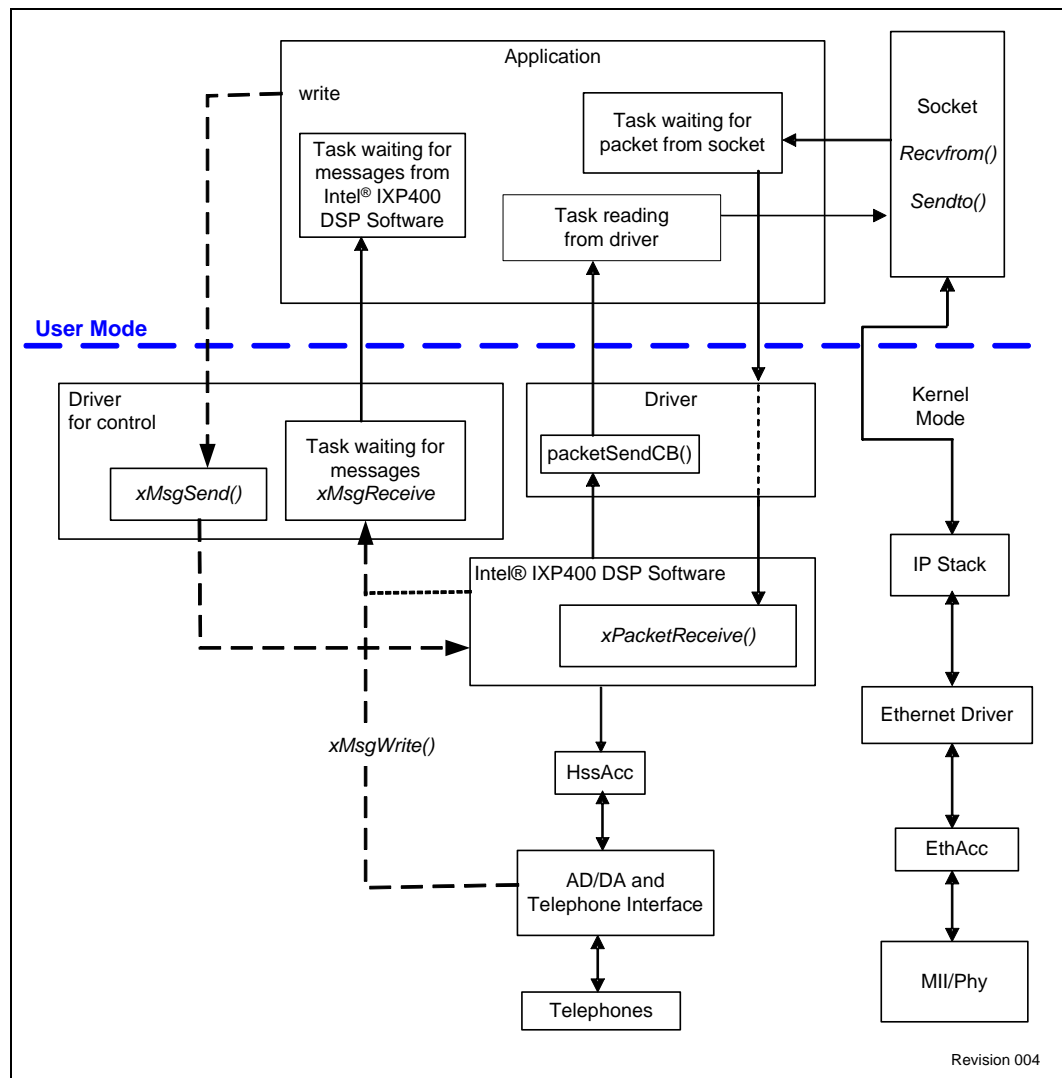 Application
write
Task waiting for
messages from
Intel® IXP400
DSP Software
Task waiting for
packet from socket
Task reading
from driver
Socket
Recvfrom()
Sendto()
User Mode
Kernel
Mode
Driver
for control
xMsgSend()
Task waiting for
messages
xMsgReceive
Driver
packetSendCB()
Intel® IXP400 DSP Software
xPacketReceive()
xMsgWrite()
HssAcc
AD/DA and
Telephone Interface
Telephones
IP Stack
Ethernet Driver
EthAcc
MII/Phy
Revision 004